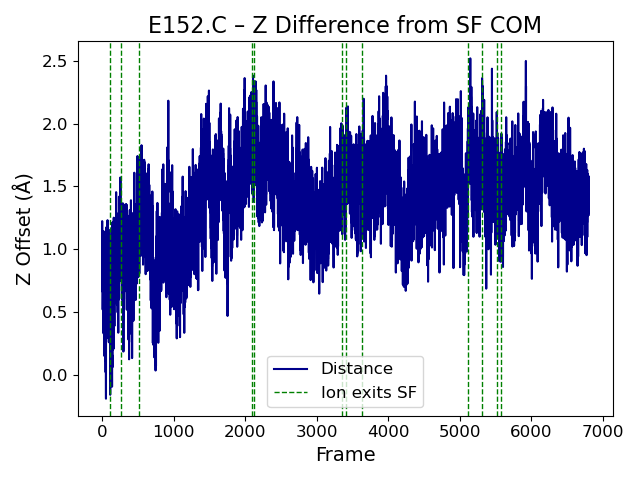 E152.C – Z Difference from SF COM
Z Offset (Å)
2.5
2.0
1.5
1.0
0.5
0.0
Distance
Ion exits SF
0 1000 2000 3000 4000 5000 6000 7000
Frame